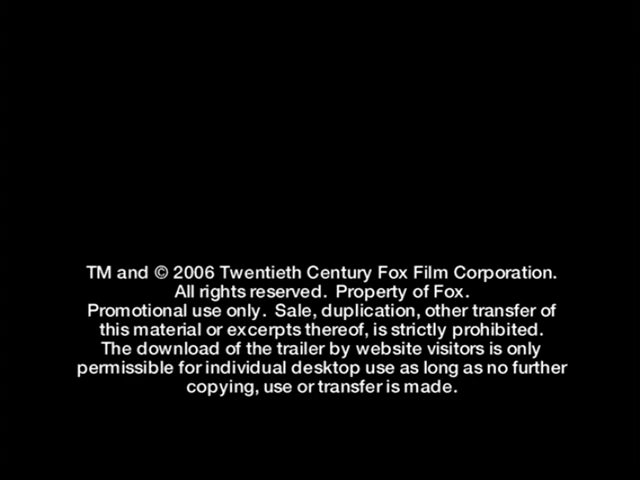 TM and © 2006 Twentieth Century Fox Film Corporation.
All rights reserved. Property of Fox.
Promotional use only. Sale, duplication, other transfer of
this material or excerpts thereof, is strictly prohibited.
The download of the trailer by website visitors is only
permissible for individual desktop use as long as no further
copying, use or transfer is made.